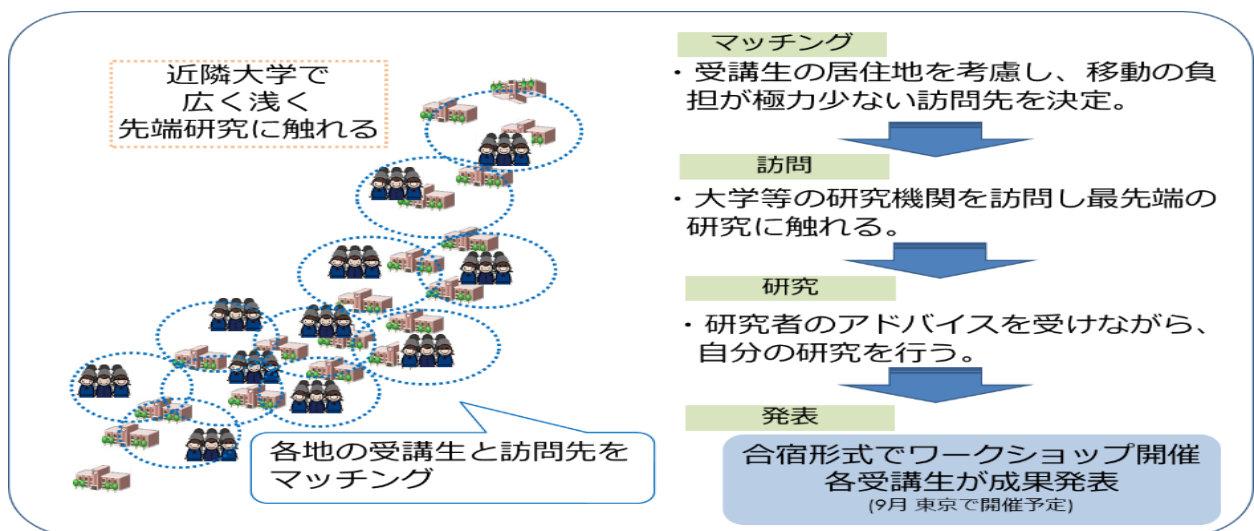 近隣大学で
広く浅く
先端研究に触れる
各地の受講生と訪問先を
マッチング
マッチング
・受講生の居住地を考慮し、移動の負
担が極力少ない訪問先を決定。
訪問
・大学等の研究機関を訪問し最先端の
研究に触れる。
研究
・研究者のアドバイスを受けながら、
自分の研究を行う。
発表
合宿形式でワークショップ開催
各受講生が成果発表
(9月 東京で開催予定)